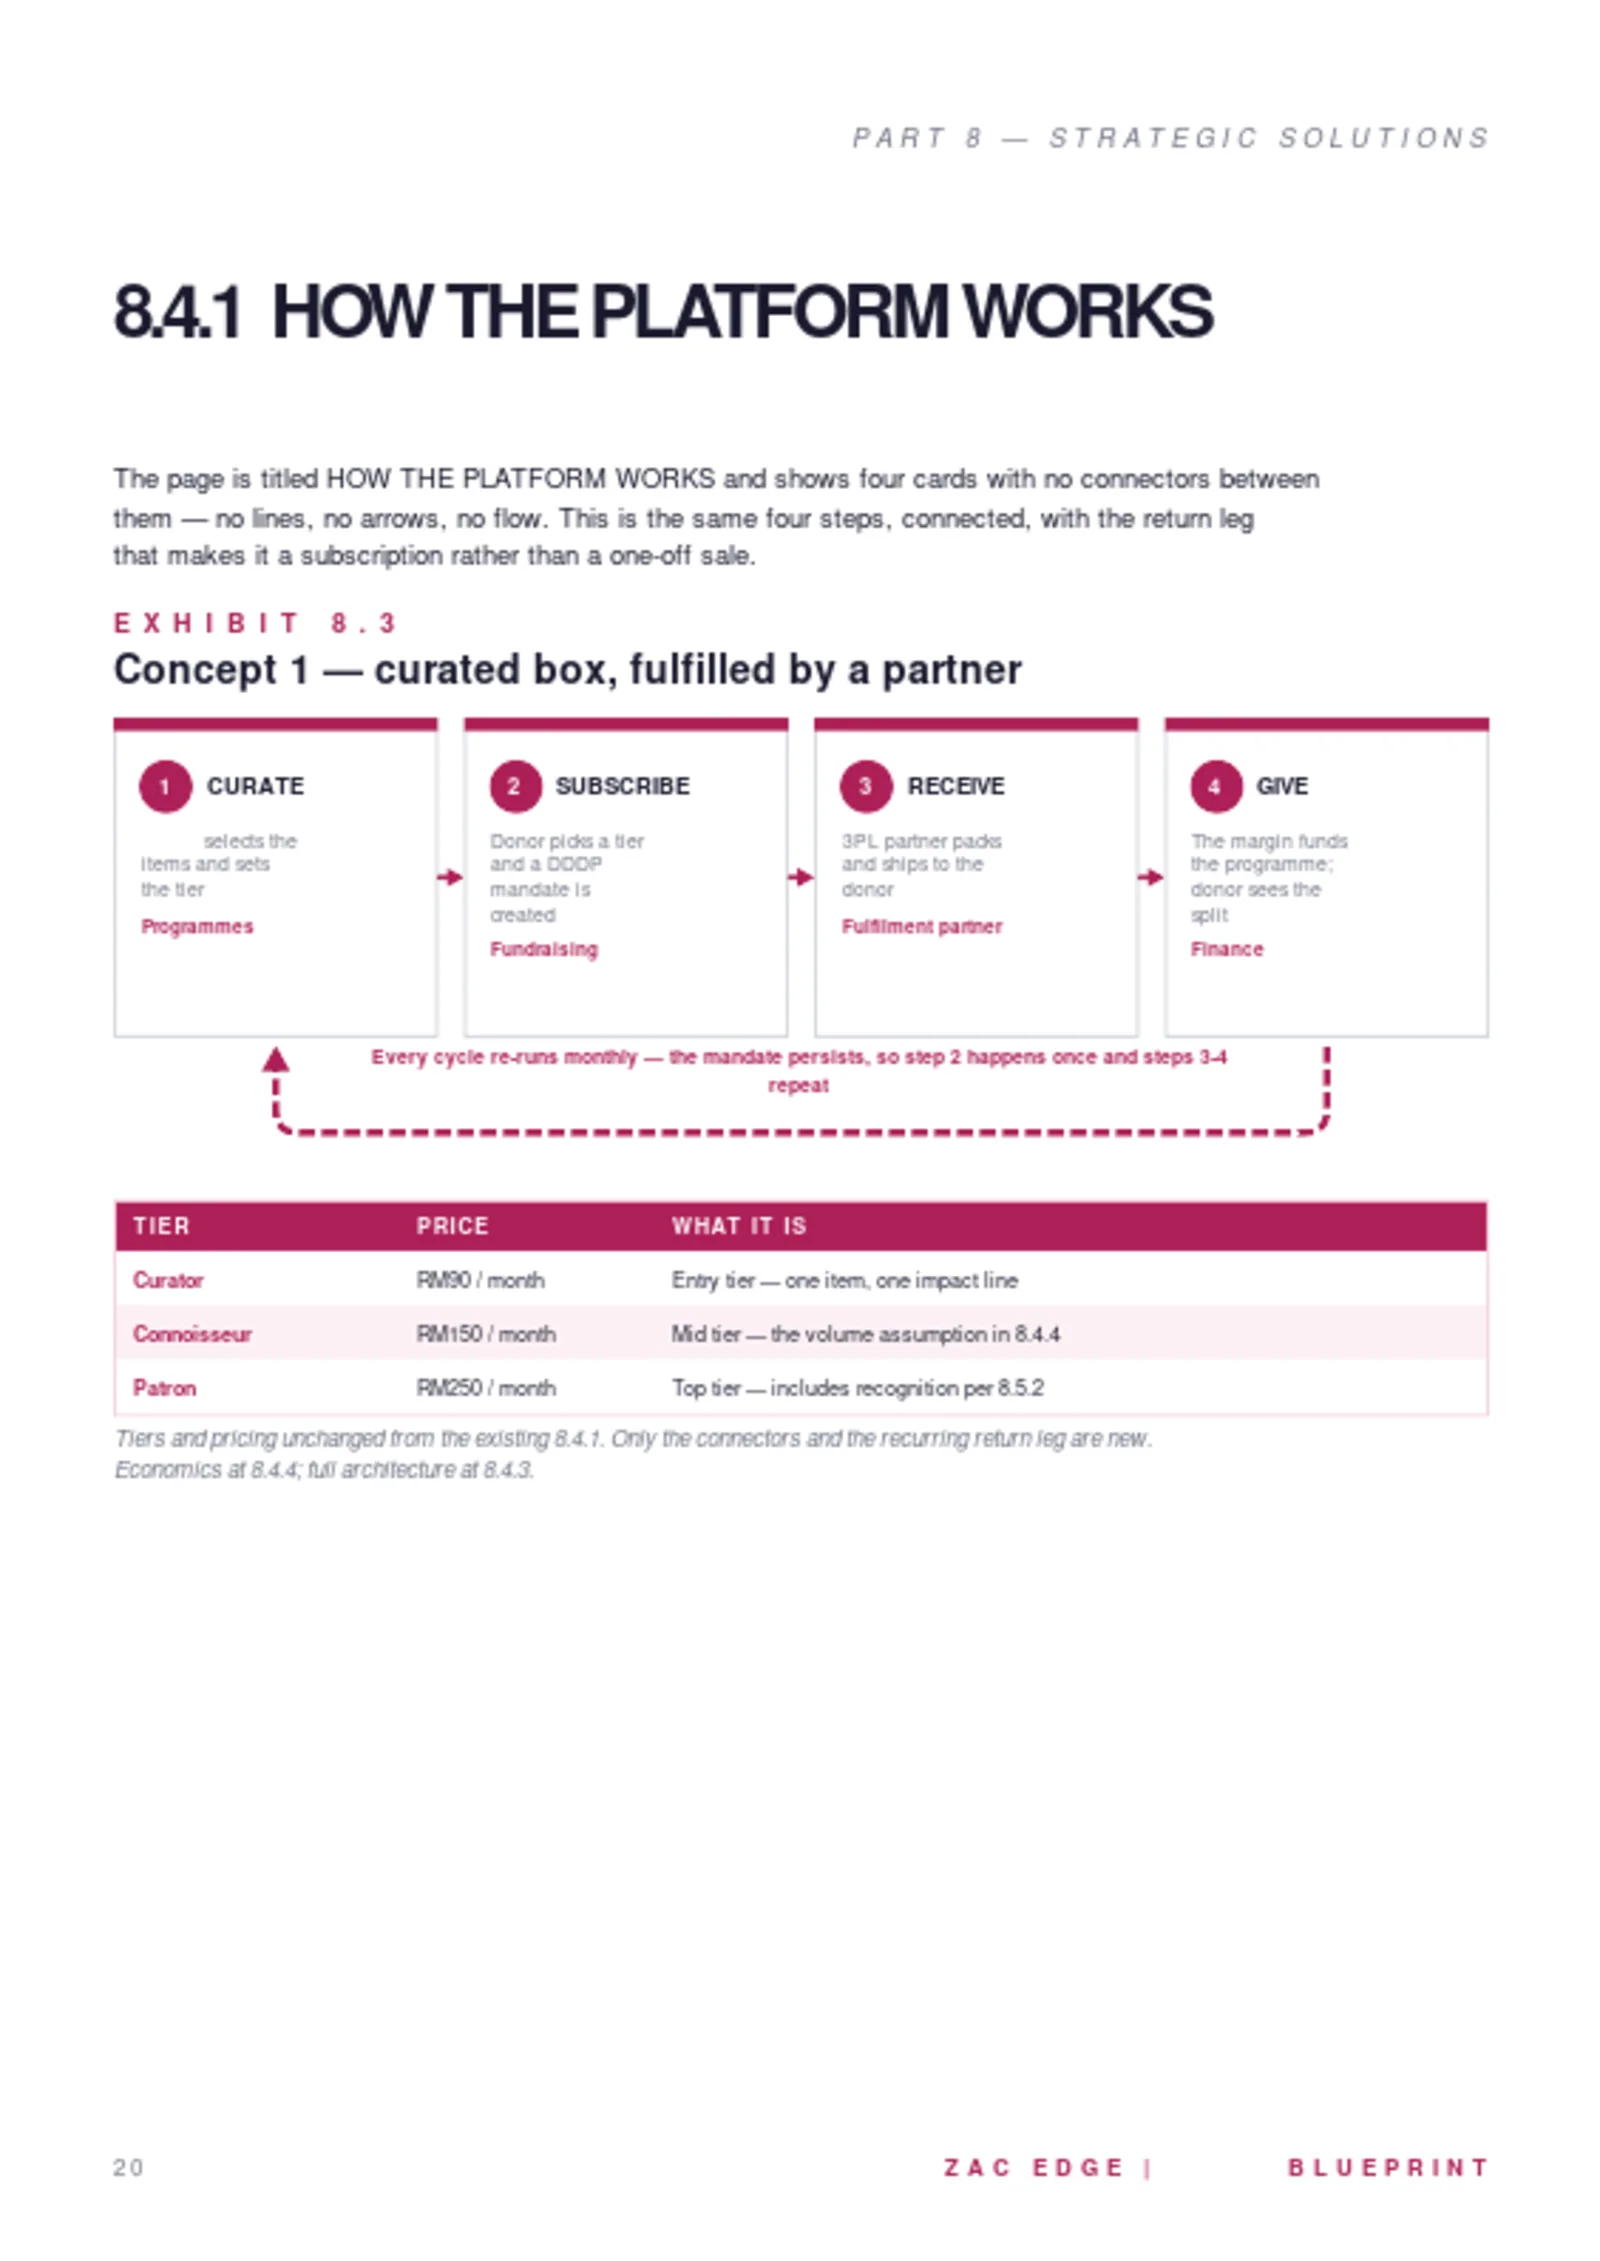 PART 8 — STRATEGIC SOLUTIONS
8.4.1 HOW THE PLATFORM WORKS
The page is titled HOW THE PLATFORM WORKS and shows four cards with no connectors between
them — no lines, no arrows, no flow. This is the same four steps, connected, with the return leg
that makes it a subscription rather than a one-off sale.
EXHIBIT 8.3
Concept 1 — curated box, fulfilled by a partner
1 CURATE
selects the
items and sets
the tier
Programmes
2 SUBSCRIBE
Donor picks a tier
and a DDDP
mandate is
created
Fundraising
3 RECEIVE
3PL partner packs
and ships to the
donor
Fulfilment partner
4 GIVE
The margin funds
the programme;
donor sees the
split
Finance
Every cycle re-runs monthly — the mandate persists, so step 2 happens once and steps 3-4
repeat
TIER PRICE WHAT IT IS
Curator RM90 / month Entry tier — one item, one impact line
Connoisseur RM150 / month Mid tier — the volume assumption in 8.4.4
Patron RM250 / month Top tier — includes recognition per 8.5.2
Tiers and pricing unchanged from the existing 8.4.1. Only the connectors and the recurring return leg are new.
Economics at 8.4.4; full architecture at 8.4.3.
20
ZAC EDGE | BLUEPRINT